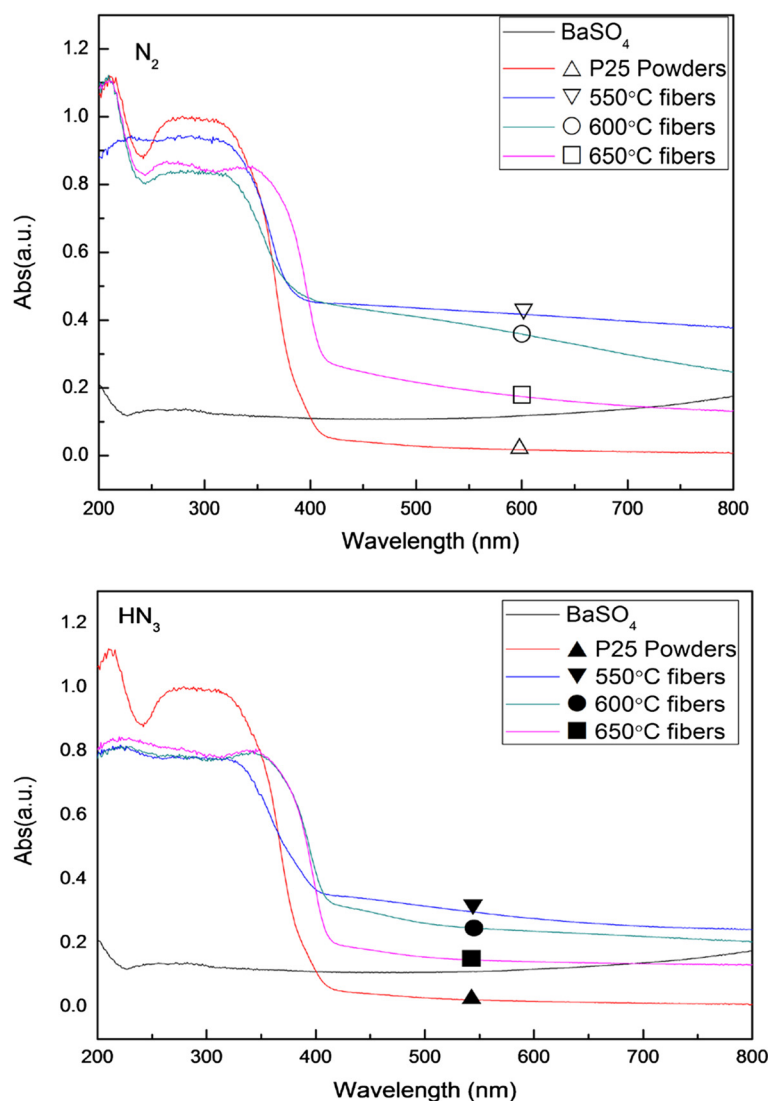 N2
BaSO4
P25 Powders
550°C fibers
600°C fibers
650°C fibers
1.2
1.0
0.8
0.6
0.4
0.2
0.0
Abs(a.u.)
200 300 400 500 600 700 800
Wavelength (nm)
HN3
BaSO4
P25 Powders
550°C fibers
600°C fibers
650°C fibers
1.2
1.0
0.8
0.6
0.4
0.2
0.0
Abs(a.u.)
200 300 400 500 600 700 800
Wavelength (nm)